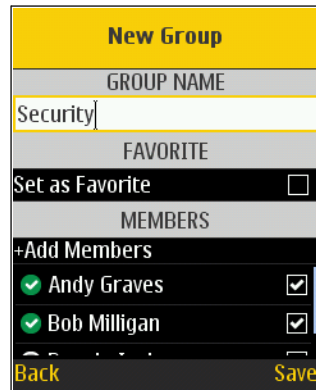 New Group
GROUP NAME
Security
FAVORITE
Set as Favorite
MEMBERS
+Add Members
Andy Graves
Bob Milligan
Back Save